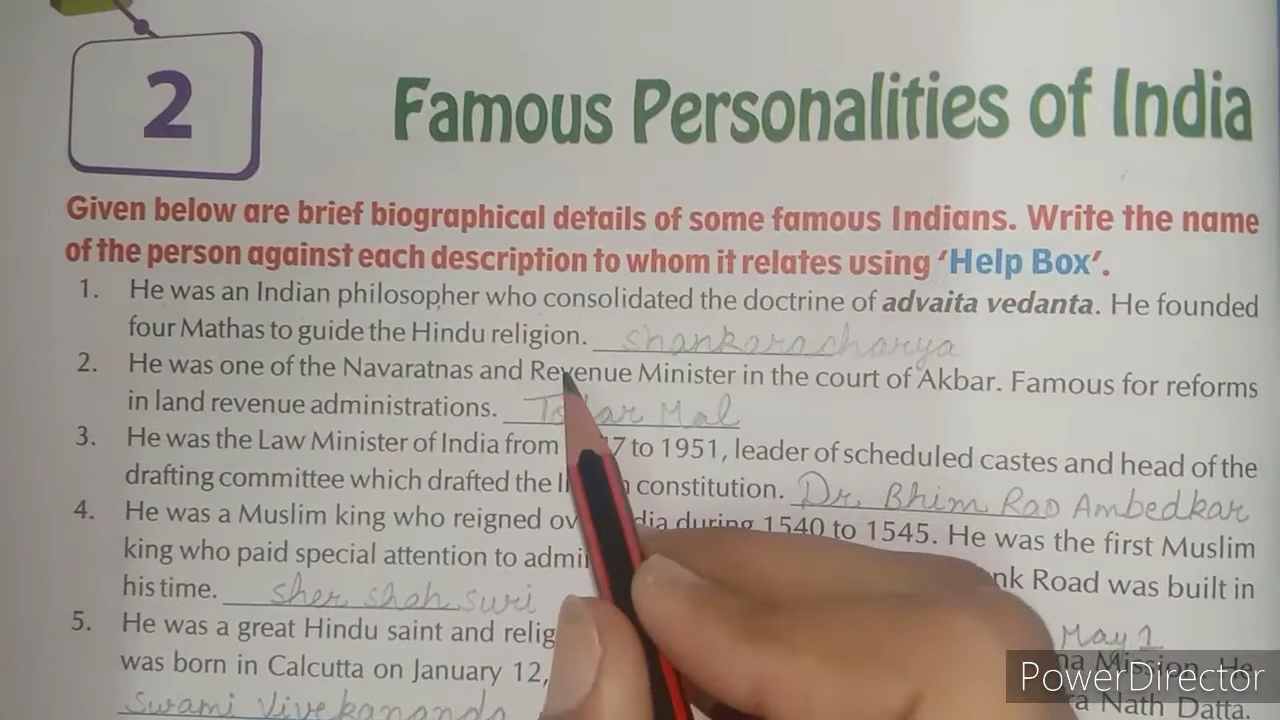 2
Famous Personalities of India
Given below are brief biographical details of some famous Indians. Write the name
of the person against each description to whom it relates using ‘Help Box’.
1. He was an Indian philosopher who consolidated the doctrine of advaita vedanta. He founded
four Mathas to guide the Hindu religion. Shankaracharya
2. He was one of the Navaratnas and Revenue Minister in the court of Akbar. Famous for reforms
in land revenue administrations. Mal
3. He was the Law Minister of India from to 1951, leader of scheduled castes and head of the
drafting committee which drafted the constitution. Dr. Bhim Rao Ambedkar
4. He was a Muslim king who reigned during 1540 to 1545. He was the first Muslim
king who paid special attention to Road was built in
his time. Sher Shah Suri
5. He was a great Hindu saint and May 1
was born in Calcutta on January 12, Mission. He
Swami Vivekananda Nath Datta.
PowerDirector